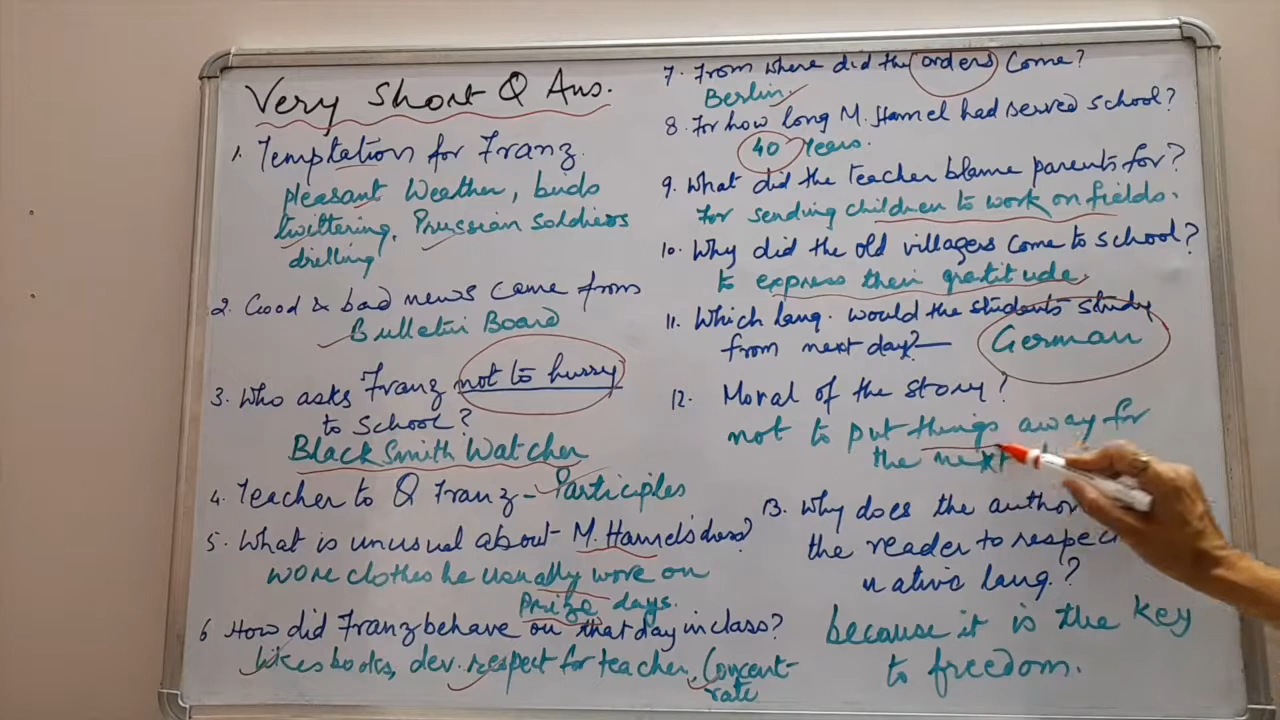 Very Short Q Ans.
1. Temptation for Franz.
pleasant Weather, birds
twittering, Prussian soldiers
drilling
2. Good & bad news came from
Bulletin Board
3. Who asks Franz not to hurry
to School?
BlackSmith Watcher
4. Teacher to Q Franz - Participles
5. What is unusual about M. Hamel's dress?
wore clothes he usually wore on
Prize days.
6 How did Franz behave on that day in class?
likes books, dev. respect for teacher, Concent-
rate
7. From where did the orders come?
Berlin.
8. For how long M. Hamel had served school?
40 Years.
9. What did the teacher blame parents for?
For sending children to work on fields.
10. Why did the old villagers come to school?
to express their gratitude.
11. Which lang. would the students study
from next day? — German
12. Moral of the story?
not to put things away for
the next
13. Why does the author
the reader to respect
native lang.?
because it is the key
to freedom.